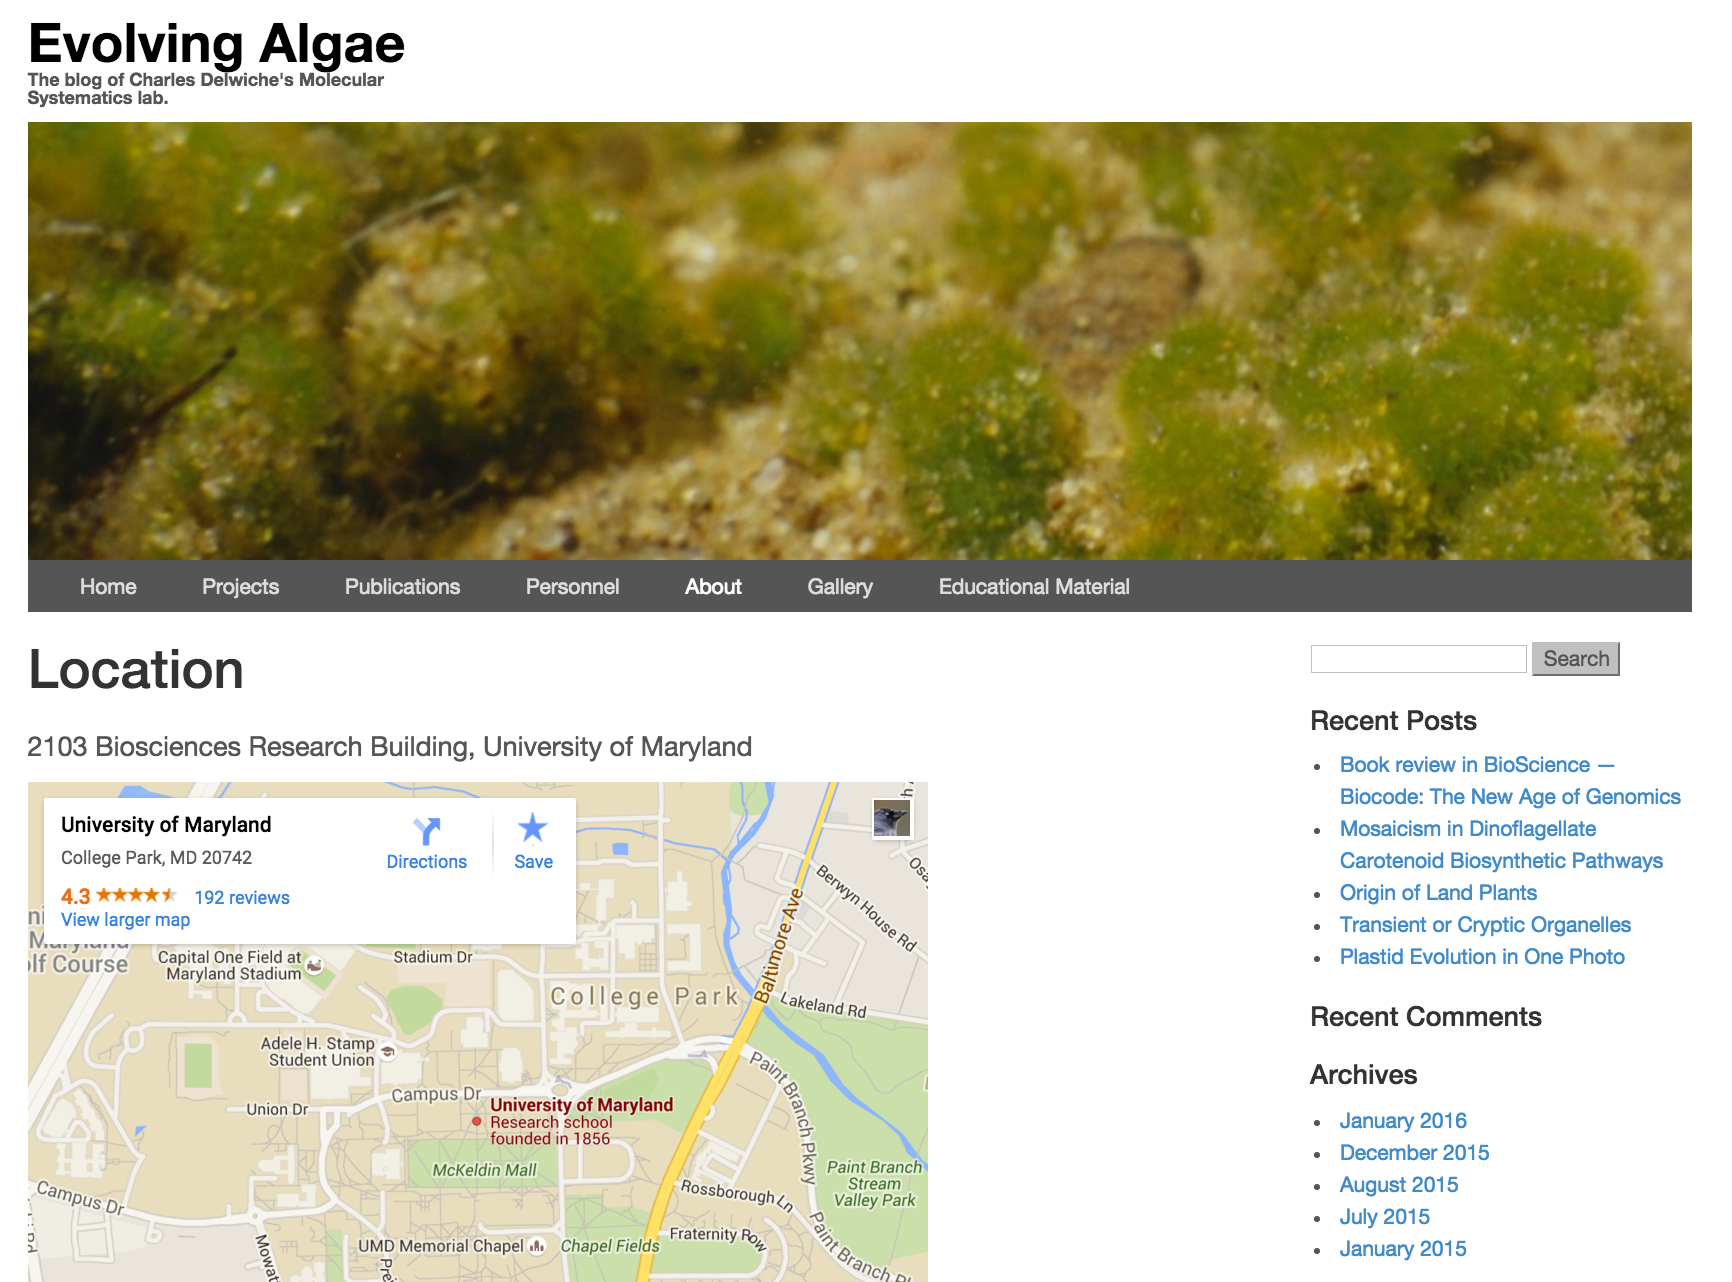 Evolving Algae
The blog of Charles Delwiche's Molecular
Systematics lab.
Home
Projects
Publications
Personnel
About
Gallery
Educational Material
Location
2103 Biosciences Research Building, University of Maryland
University of Maryland
College Park, MD 20742
4.3
192 reviews
View larger map
Directions
Save
Maryland
olf Course
Capital One Field at
Maryland Stadium
Stadium Dr
College Park
Baltimore Ave
Berwyn House Rd
Lakeland Rd
Adele H. Stamp
Student Union
Union Dr
Campus Dr
University of Maryland
Research school
founded in 1856
McKeldin Mall
Paint Branch Pkwy
Paint Branch
Stream
Valley Park
Campus Dr
Rossborough Ln
Fraternity Row
UMD Memorial Chapel
Chapel Fields
Paint Branch
Search
Recent Posts
Book review in BioScience —
Biocode: The New Age of Genomics
Mosaicism in Dinoflagellate
Carotenoid Biosynthetic Pathways
Origin of Land Plants
Transient or Cryptic Organelles
Plastid Evolution in One Photo
Recent Comments
Archives
January 2016
December 2015
August 2015
July 2015
January 2015